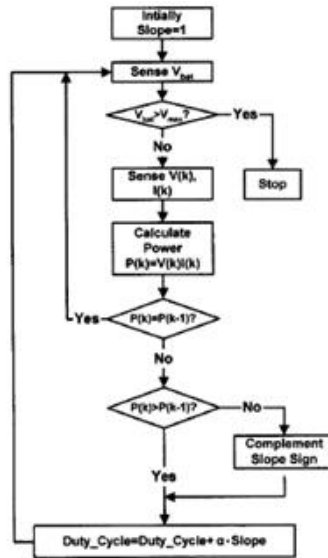 Intially
Slope=1
Sense V_bat
V_bat>V_max?
Yes
No
Sense V(k),
I(k)
Stop
Calculate
Power
P(k)=V(k)I(k)
Yes
P(k)=P(k-1)?
No
P(k)>P(k-1)?
No
Complement
Slope Sign
Yes
Duty_Cycle=Duty_Cycle+ α·Slope